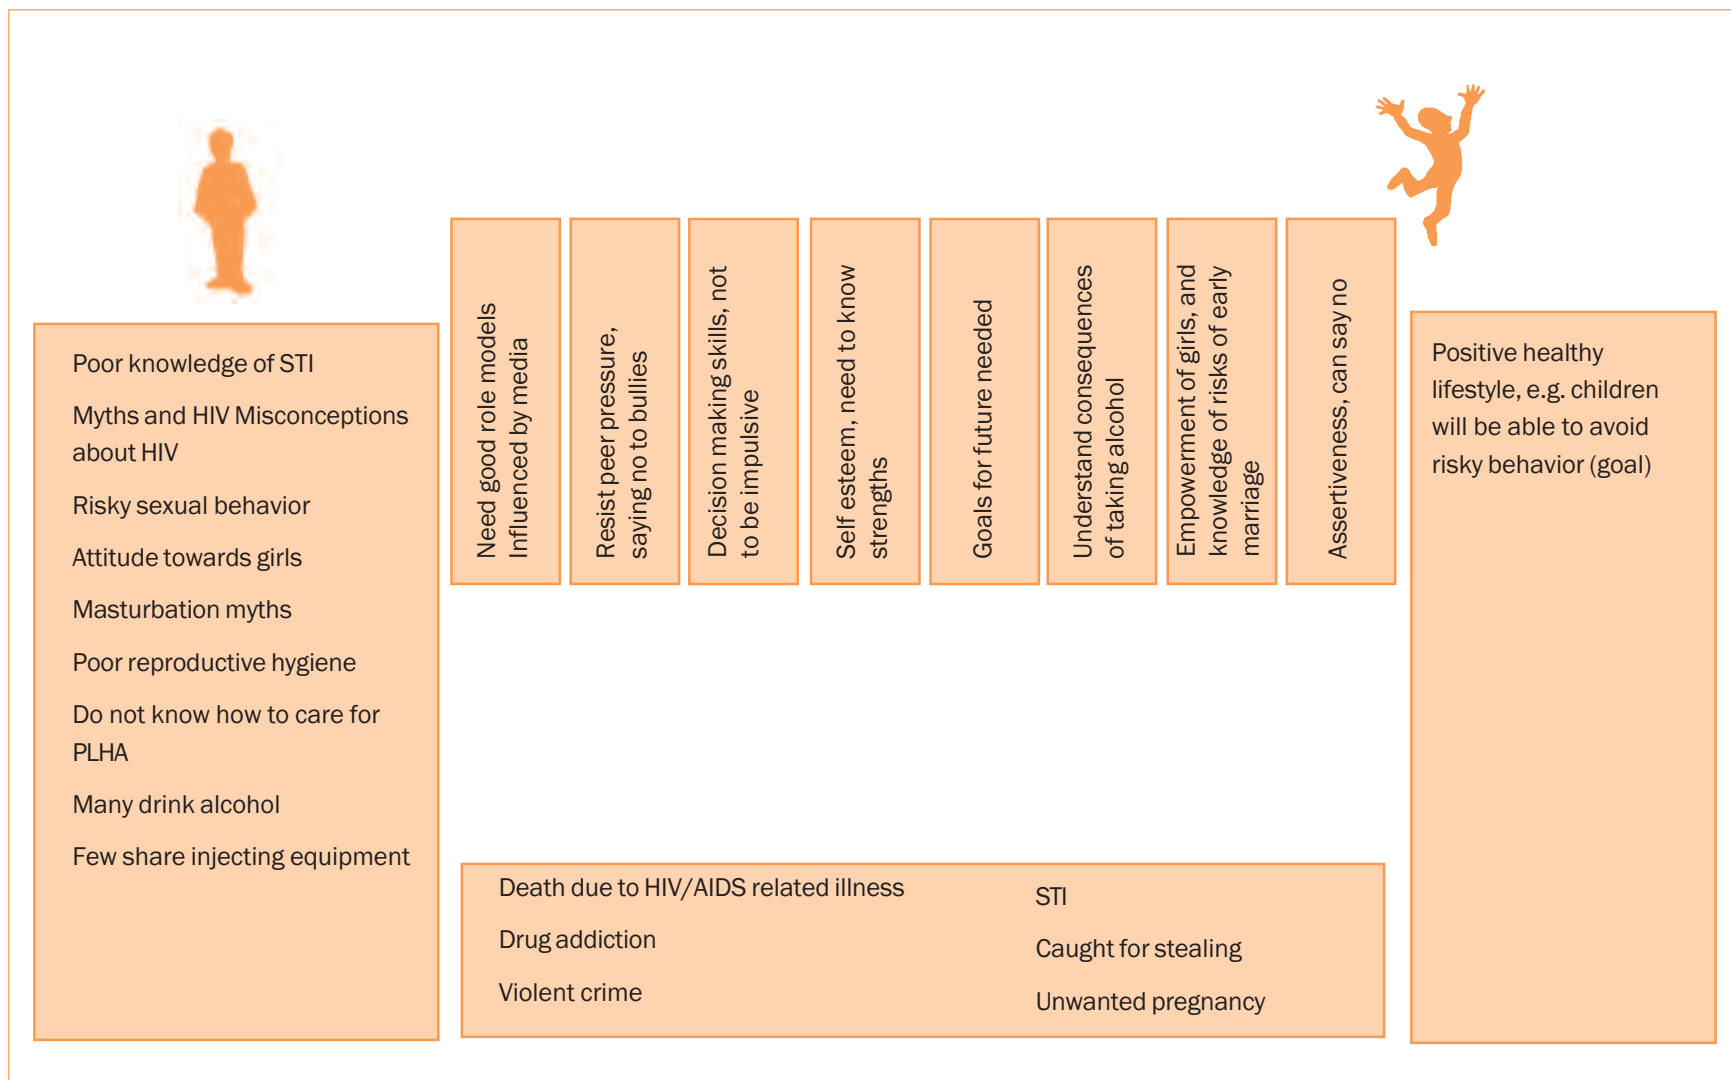 Poor knowledge of STI
Myths and HIV Misconceptions
about HIV
Risky sexual behavior
Attitude towards girls
Masturbation myths
Poor reproductive hygiene
Do not know how to care for
PLHA
Many drink alcohol
Few share injecting equipment
Need good role models
Influenced by media
Resist peer pressure,
saying no to bullies
Decision making skills, not
to be impulsive
Self esteem, need to know
strengths
Goals for future needed
Understand consequences
of taking alcohol
Empowerment of girls, and
knowledge of risks of early
marriage
Assertiveness, can say no
Death due to HIV/AIDS related illness
Drug addiction
Violent crime
STI
Caught for stealing
Unwanted pregnancy
Positive healthy
lifestyle, e.g. children
will be able to avoid
risky behavior (goal)